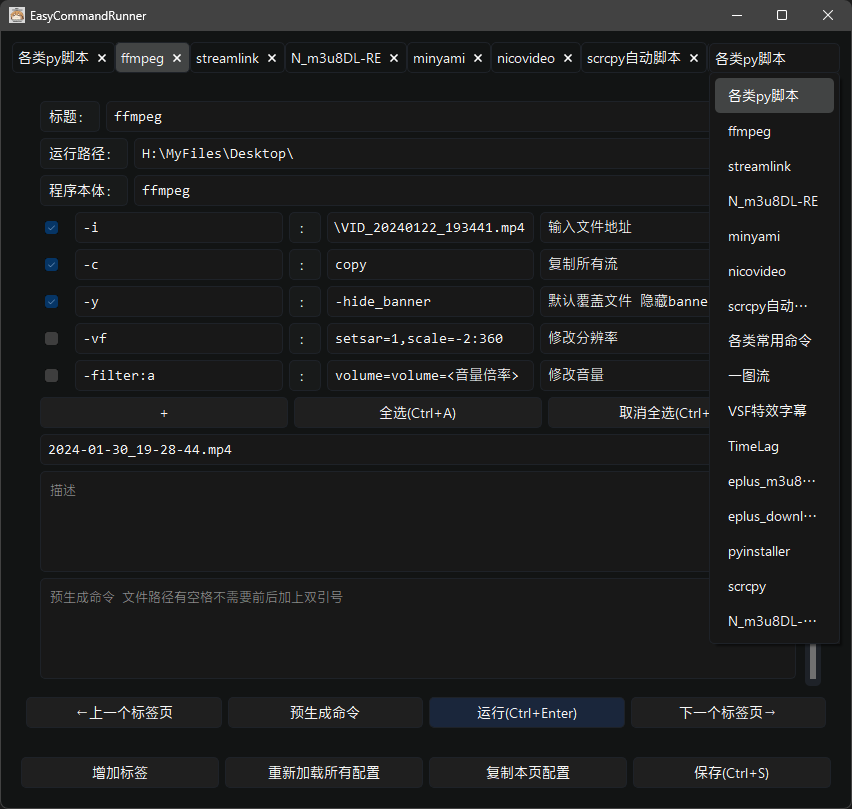 EasyCommandRunner
各类py脚本 × ffmpeg × streamlink × N_m3u8DL-RE × minyami × nicovideo × scrcpy自动脚本 × 各类py脚本
标题: ffmpeg
运行路径: H:\MyFiles\Desktop\
程序本体: ffmpeg
-i : \VID_20240122_193441.mp4 输入文件地址
-c : copy 复制所有流
-y : -hide_banner 默认覆盖文件 隐藏banne
-vf : setsar=1,scale=-2:360 修改分辨率
-filter:a : volume=volume=<音量倍率> 修改音量
+ 全选(Ctrl+A) 取消全选(Ctrl+
2024-01-30_19-28-44.mp4
描述
预生成命令 文件路径有空格不需要前后加上双引号
各类py脚本
ffmpeg
streamlink
N_m3u8DL-RE
minyami
nicovideo
scrcpy自动…
各类常用命令
一图流
VSF特效字幕
TimeLag
eplus_m3u8…
eplus_downl…
pyinstaller
scrcpy
N_m3u8DL-…
←上一个标签页 预生成命令 运行(Ctrl+Enter) 下一个标签页→
增加标签 重新加载所有配置 复制本页配置 保存(Ctrl+S)